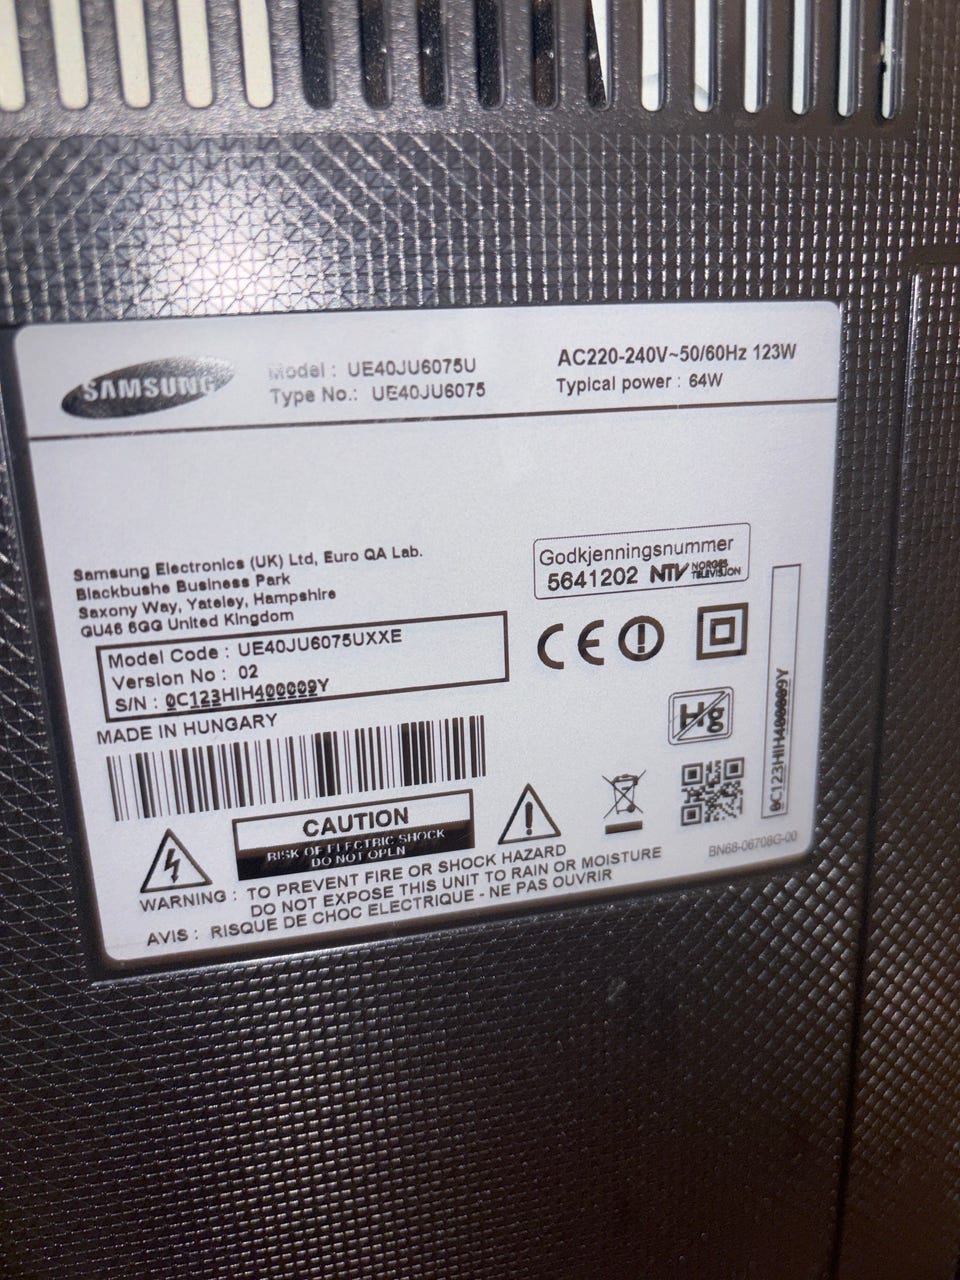 SAMSUNG
Model : UE40JU6075U
Type No.: UE40JU6075
AC220-240V~50/60Hz 123W
Typical power : 64W
Samsung Electronics (UK) Ltd, Euro QA Lab.
Blackbushe Business Park
Saxony Way, Yateley, Hampshire
GU46 6GG United Kingdom
Godkjenningsnummer
5641202 NTV NORGES TELEVISJON
Model Code : UE40JU6075UXXE
Version No : 02
S/N : 0C123HIH400009Y
MADE IN HUNGARY
CE
Hg
0C123HIH400009Y
CAUTION
RISK OF ELECTRIC SHOCK
DO NOT OPEN
BN68-06708G-00
WARNING : TO PREVENT FIRE OR SHOCK HAZARD
DO NOT EXPOSE THIS UNIT TO RAIN OR MOISTURE
AVIS : RISQUE DE CHOC ELECTRIQUE - NE PAS OUVRIR